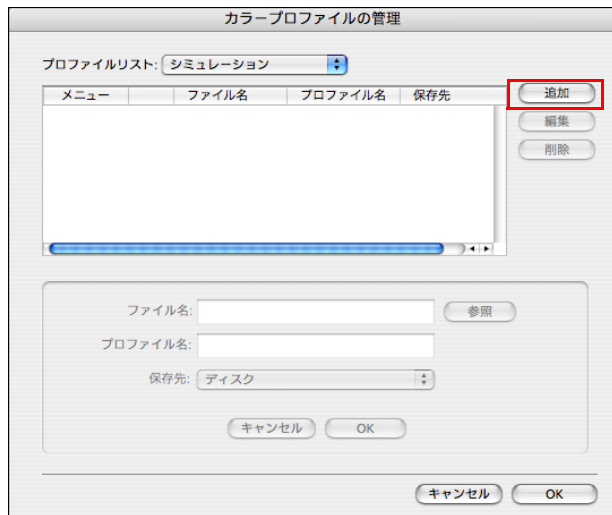 カラープロファイルの管理
プロファイルリスト: シミュレーション
メニュー ファイル名 プロファイル名 保存先
追加
編集
削除
ファイル名: 参照
プロファイル名:
保存先: ディスク
キャンセル OK
キャンセル OK